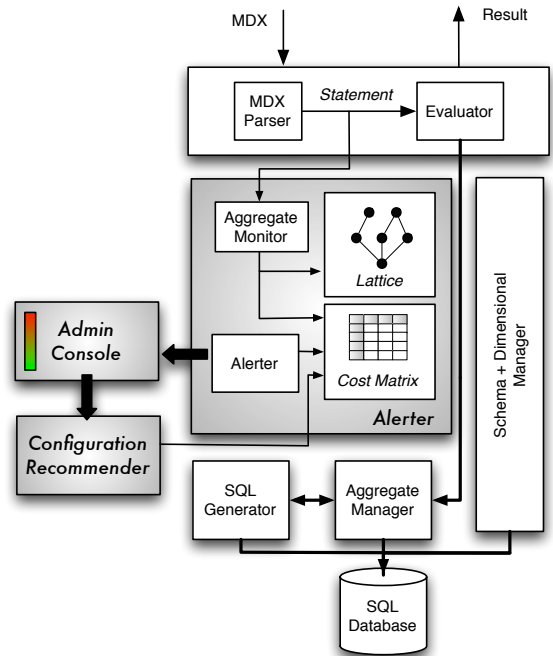 MDX
Result
MDX
Parser
Statement
Evaluator
Aggregate
Monitor
Lattice
Schema + Dimensional
Manager
Admin
Console
Alerter
Cost Matrix
Alerter
Configuration
Recommender
SQL
Generator
Aggregate
Manager
SQL
Database